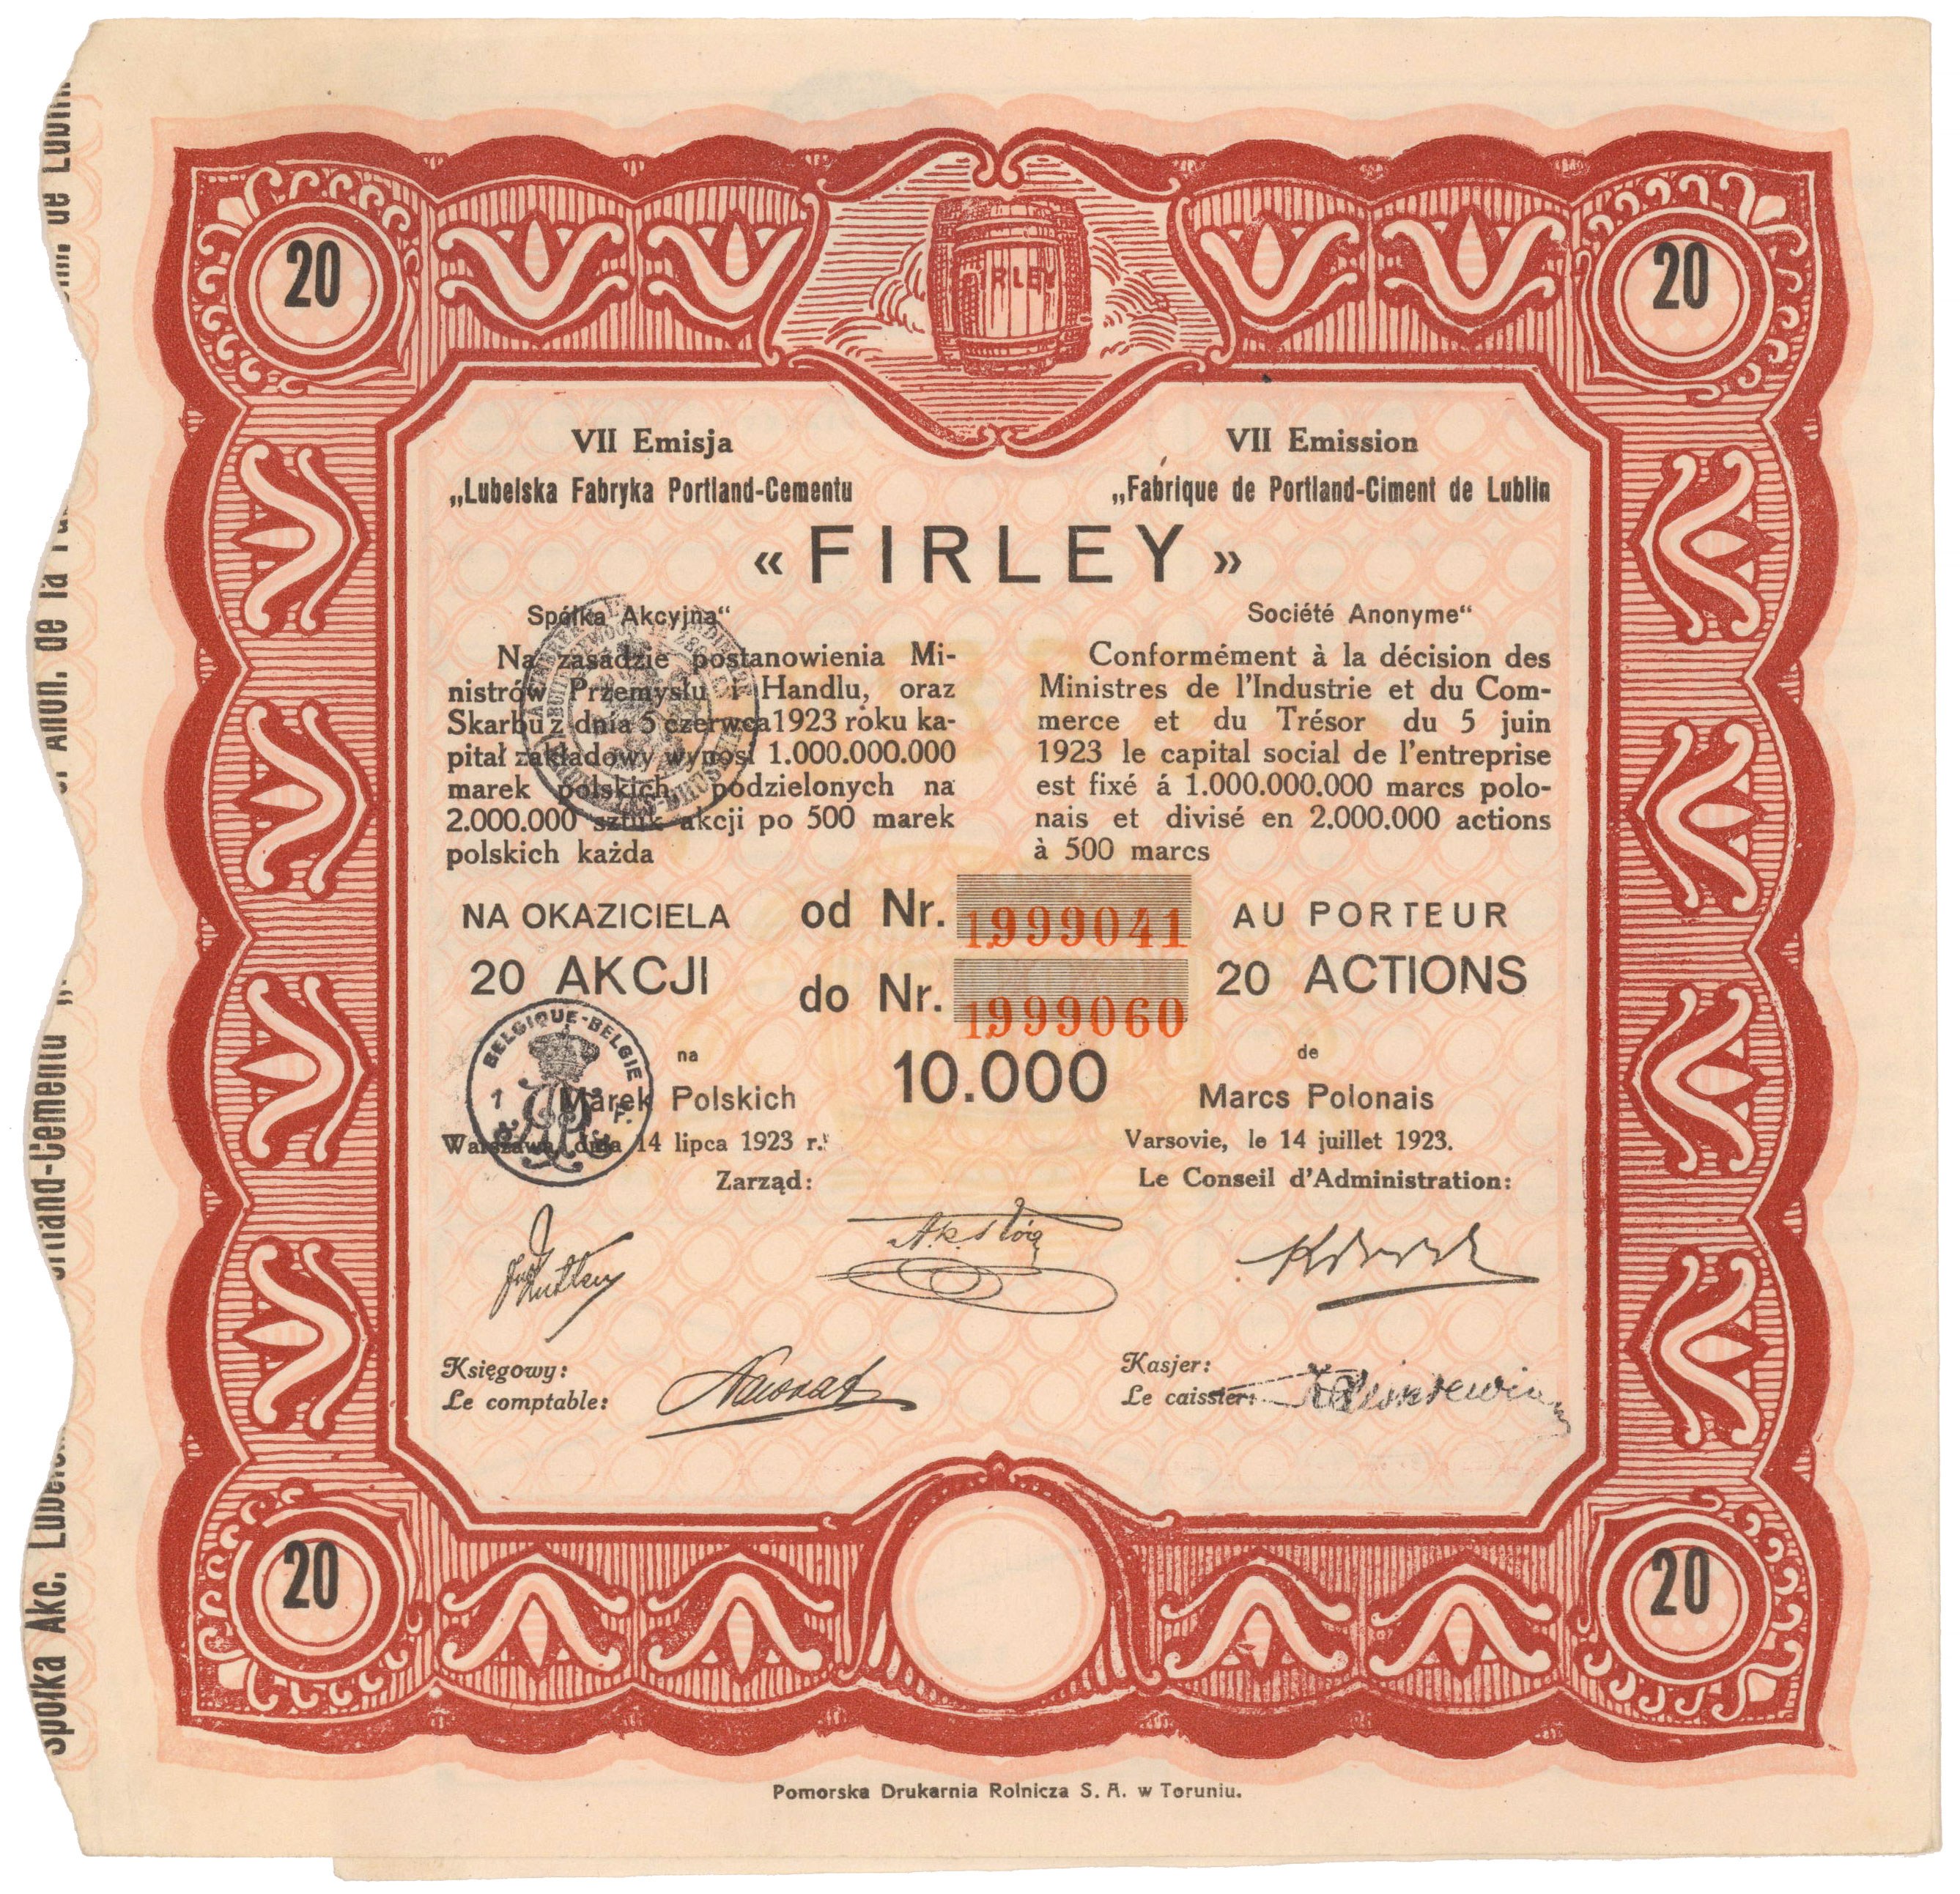 20
20
FIRLEY
VII Emisja
„Lubelska Fabryka Portland-Cementu
VII Emission
„Fabrique de Portland-Ciment de Lublin
« FIRLEY »
Spółka Akcyjna“
Na zasadzie postanowienia Mi-
nistrów Przemysłu i Handlu, oraz
Skarbu z dnia 5 czerwca 1923 roku ka-
pitał zakładowy wynosi 1.000.000.000
marek polskich, podzielonych na
2.000.000 sztuk akcji po 500 marek
polskich każda
Société Anonyme“
Conformément à la décision des
Ministres de l'Industrie et du Com-
merce et du Trésor du 5 juin
1923 le capital social de l'entreprise
est fixé á 1.000.000.000 marcs polo-
nais et divisé en 2.000.000 actions
à 500 marcs
NA OKAZICIELA
20 AKCJI
od Nr. 1999041
do Nr. 1999060
AU PORTEUR
20 ACTIONS
BELGIQUE-BELGIE
1 F.
na
Marek Polskich
10.000
de
Marcs Polonais
Warszawa, dnia 14 lipca 1923 r.
Zarząd:
Varsovie, le 14 juillet 1923.
Le Conseil d'Administration:
Księgowy:
Le comptable:
Kasjer:
Le caissier:
20
20
Pomorska Drukarnia Rolnicza S. A. w Toruniu.
Spółka Akc.